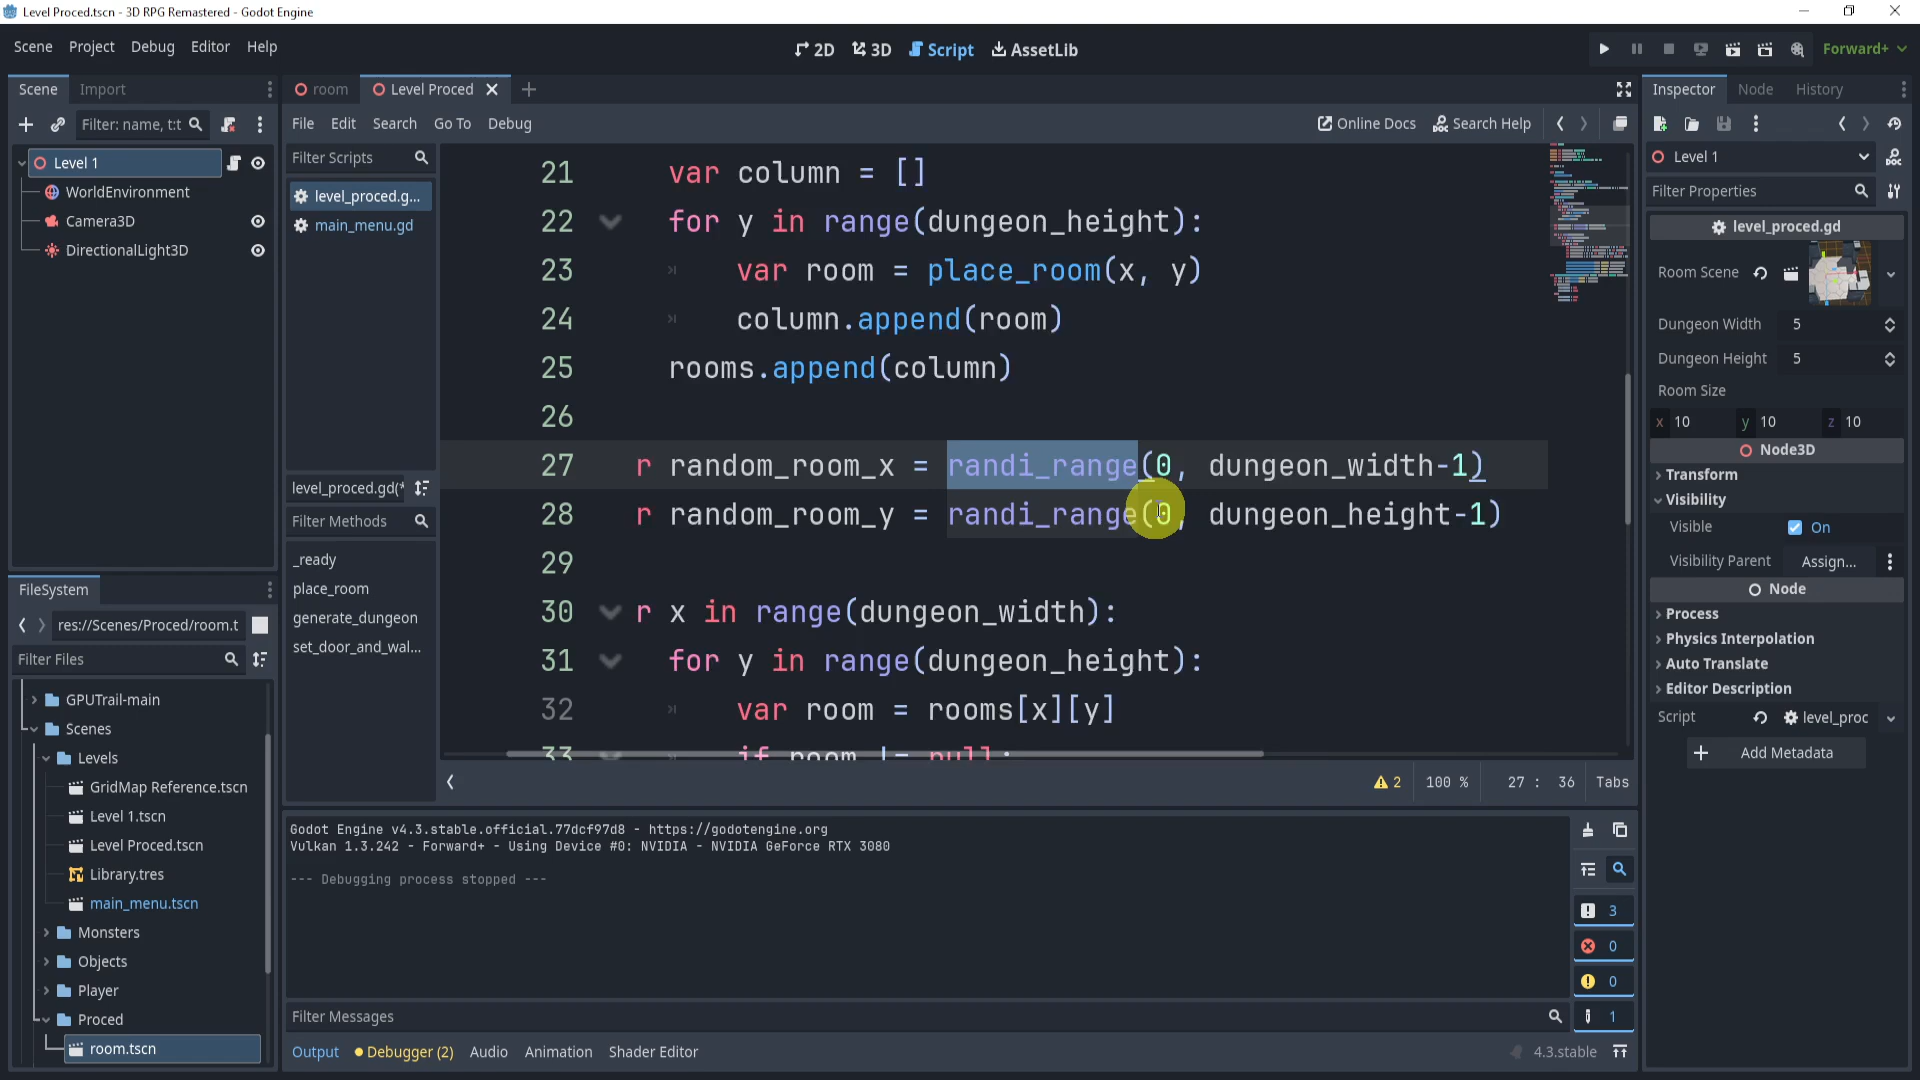 Level Proced.tscn - 3D RPG Remastered - Godot Engine
Scene Project Debug Editor Help
2D 3D Script AssetLib
Forward+
Scene Import
room Level Proced
Inspector Node History
Filter: name, t:t
File Edit Search Go To Debug
Online Docs Search Help
Level 1
WorldEnvironment
Camera3D
DirectionalLight3D
Filter Scripts
level_proced.g...
main_menu.gd
level_proced.gd(*
Filter Methods
_ready
place_room
generate_dungeon
set_door_and_wal...
21 var column = []
22 for y in range(dungeon_height):
23 var room = place_room(x, y)
24 column.append(room)
25 rooms.append(column)
26
27 r random_room_x = randi_range(0, dungeon_width-1)
28 r random_room_y = randi_range(0, dungeon_height-1)
29
30 r x in range(dungeon_width):
31 for y in range(dungeon_height):
32 var room = rooms[x][y]
33 if room != null:
2 100 % 27 : 36 Tabs
Level 1
Filter Properties
level_proced.gd
Room Scene
Dungeon Width 5
Dungeon Height 5
Room Size
x 10 y 10 z 10
Node3D
Transform
Visibility
Visible On
Visibility Parent Assign...
Node
Process
Physics Interpolation
Auto Translate
Editor Description
Script level_proc
Add Metadata
FileSystem
res://Scenes/Proced/room.t
Filter Files
GPUTrail-main
Scenes
Levels
GridMap Reference.tscn
Level 1.tscn
Level Proced.tscn
Library.tres
main_menu.tscn
Monsters
Objects
Player
Proced
room.tscn
Godot Engine v4.3.stable.official.77dcf97d8 - https://godotengine.org
Vulkan 1.3.242 - Forward+ - Using Device #0: NVIDIA - NVIDIA GeForce RTX 3080
--- Debugging process stopped ---
3
0
0
1
Filter Messages
Output Debugger (2) Audio Animation Shader Editor
4.3.stable